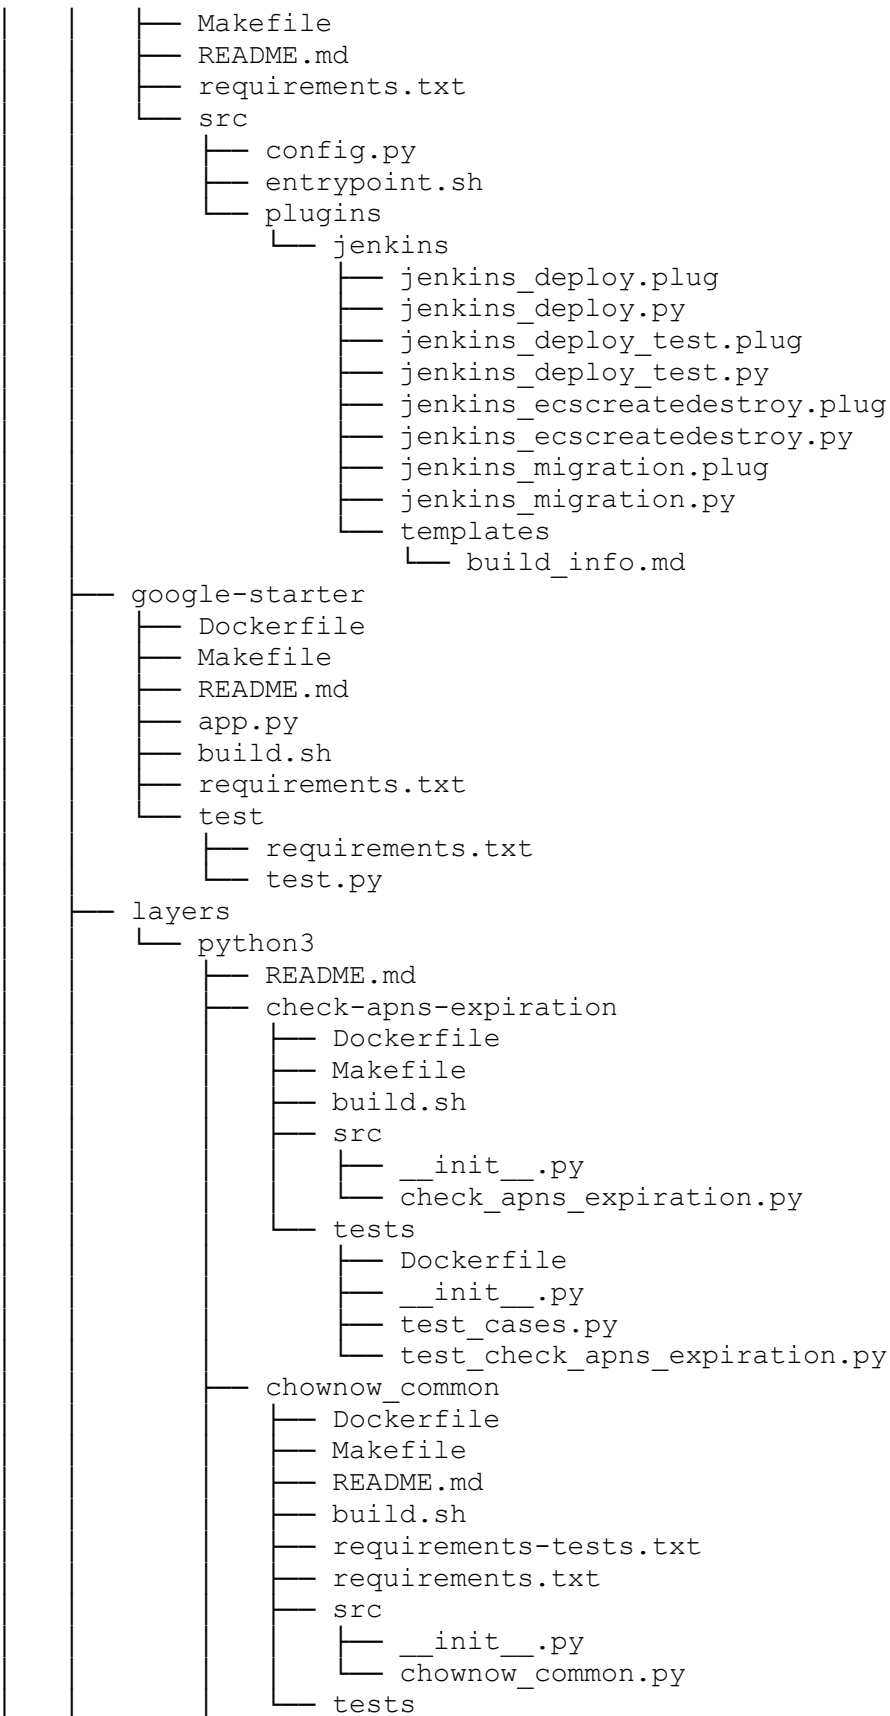 │   │   ├── Makefile
│   │   ├── README.md
│   │   ├── requirements.txt
│   │   └── src
│   │       ├── config.py
│   │       ├── entrypoint.sh
│   │       └── plugins
│   │           └── jenkins
│   │               ├── jenkins_deploy.plug
│   │               ├── jenkins_deploy.py
│   │               ├── jenkins_deploy_test.plug
│   │               ├── jenkins_deploy_test.py
│   │               ├── jenkins_ecscreatedestroy.plug
│   │               ├── jenkins_ecscreatedestroy.py
│   │               ├── jenkins_migration.plug
│   │               ├── jenkins_migration.py
│   │               └── templates
│   │                   └── build_info.md
│   ├── google-starter
│   │   ├── Dockerfile
│   │   ├── Makefile
│   │   ├── README.md
│   │   ├── app.py
│   │   ├── build.sh
│   │   ├── requirements.txt
│   │   └── test
│   │       ├── requirements.txt
│   │       └── test.py
│   ├── layers
│   │   └── python3
│   │       ├── README.md
│   │       ├── check-apns-expiration
│   │       │   ├── Dockerfile
│   │       │   ├── Makefile
│   │       │   ├── build.sh
│   │       │   ├── src
│   │       │   │   ├── __init__.py
│   │       │   │   └── check_apns_expiration.py
│   │       │   └── tests
│   │       │       ├── Dockerfile
│   │       │       ├── __init__.py
│   │       │       ├── test_cases.py
│   │       │       └── test_check_apns_expiration.py
│   │       ├── chownow_common
│   │       │   ├── Dockerfile
│   │       │   ├── Makefile
│   │       │   ├── README.md
│   │       │   ├── build.sh
│   │       │   ├── requirements-tests.txt
│   │       │   ├── requirements.txt
│   │       │   ├── src
│   │       │   │   ├── __init__.py
│   │       │   │   └── chownow_common.py
│   │       │   └── tests